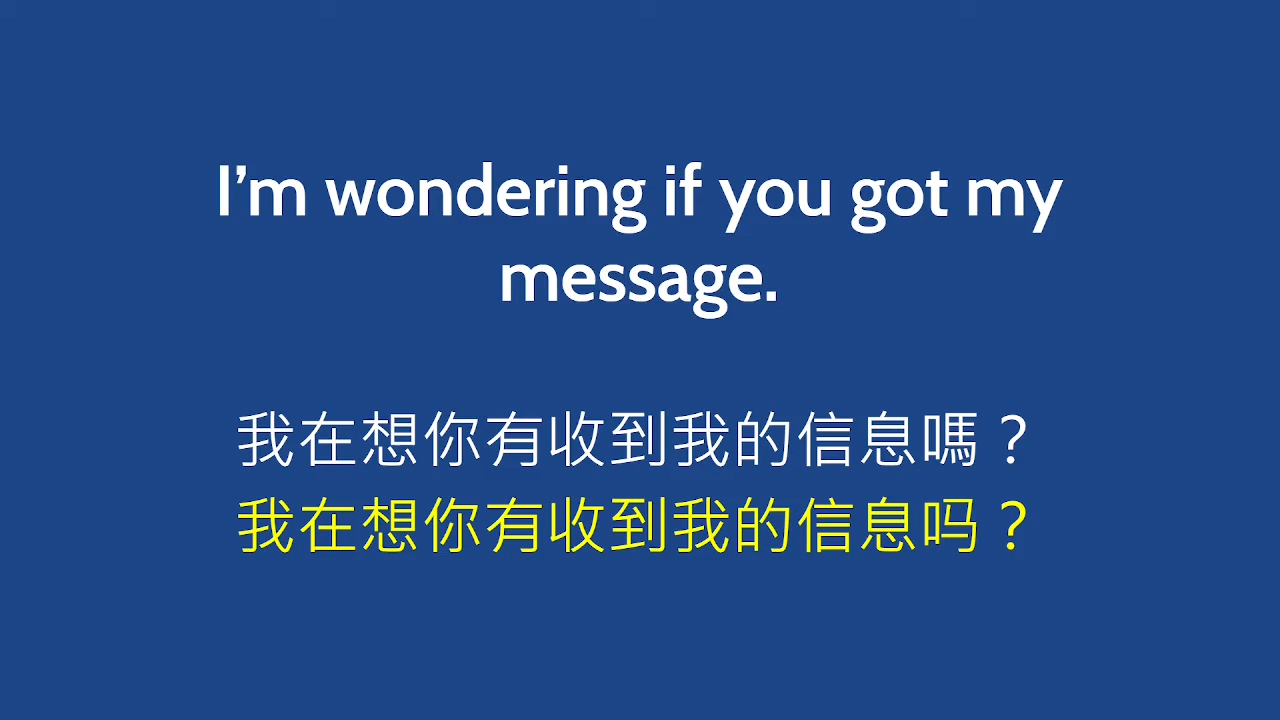 I’m wondering if you got my
message.
我在想你有收到我的信息嗎？
我在想你有收到我的信息吗？